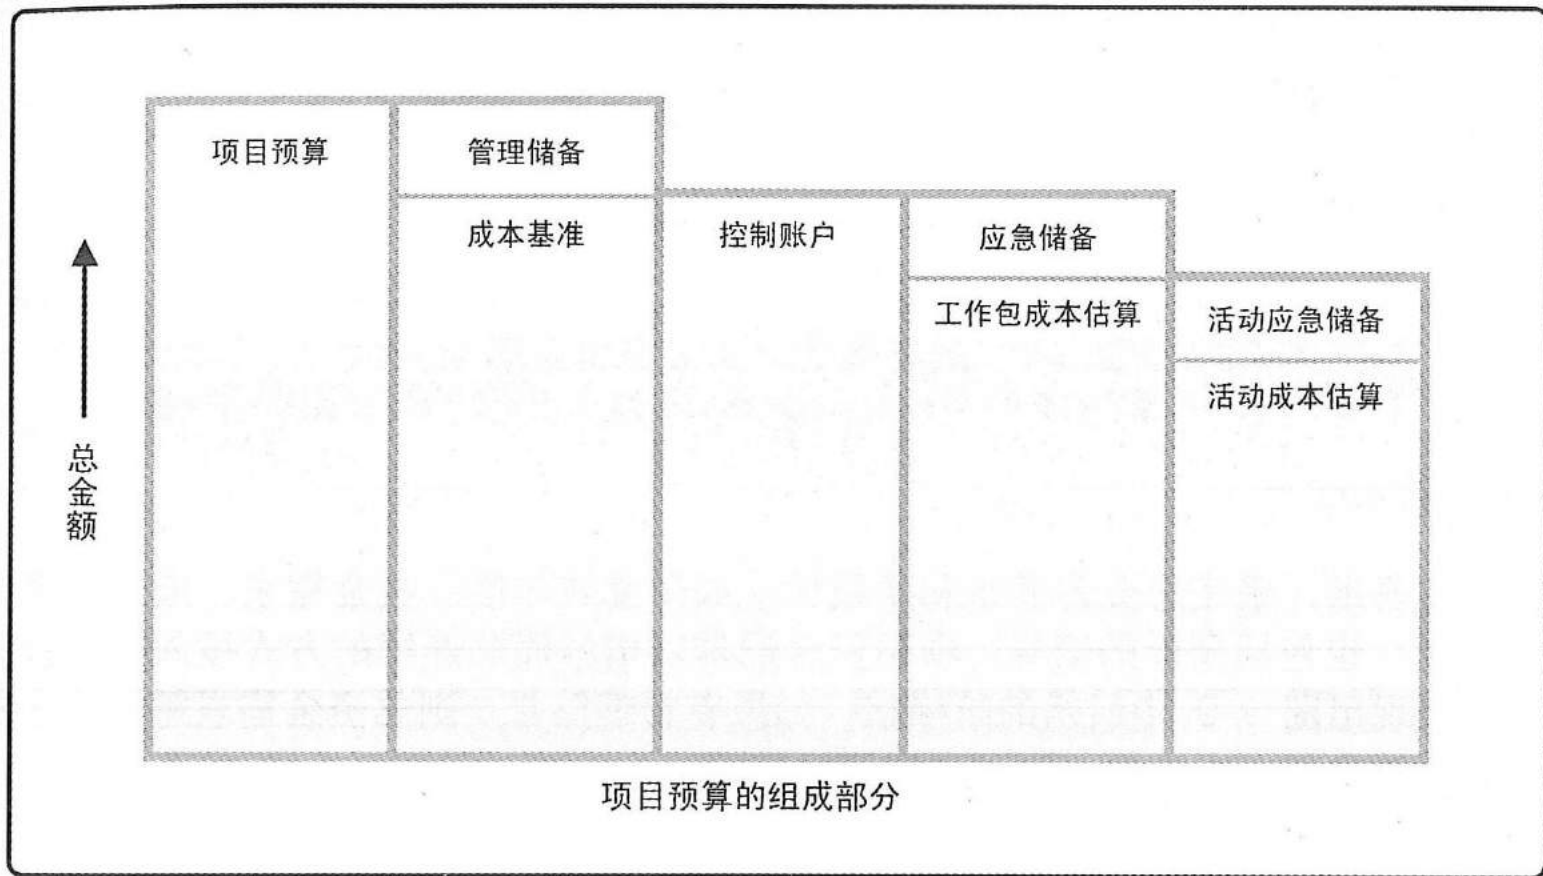 项目预算
管理储备
成本基准
控制账户
应急储备
工作包成本估算
活动应急储备
活动成本估算
总金额
项目预算的组成部分